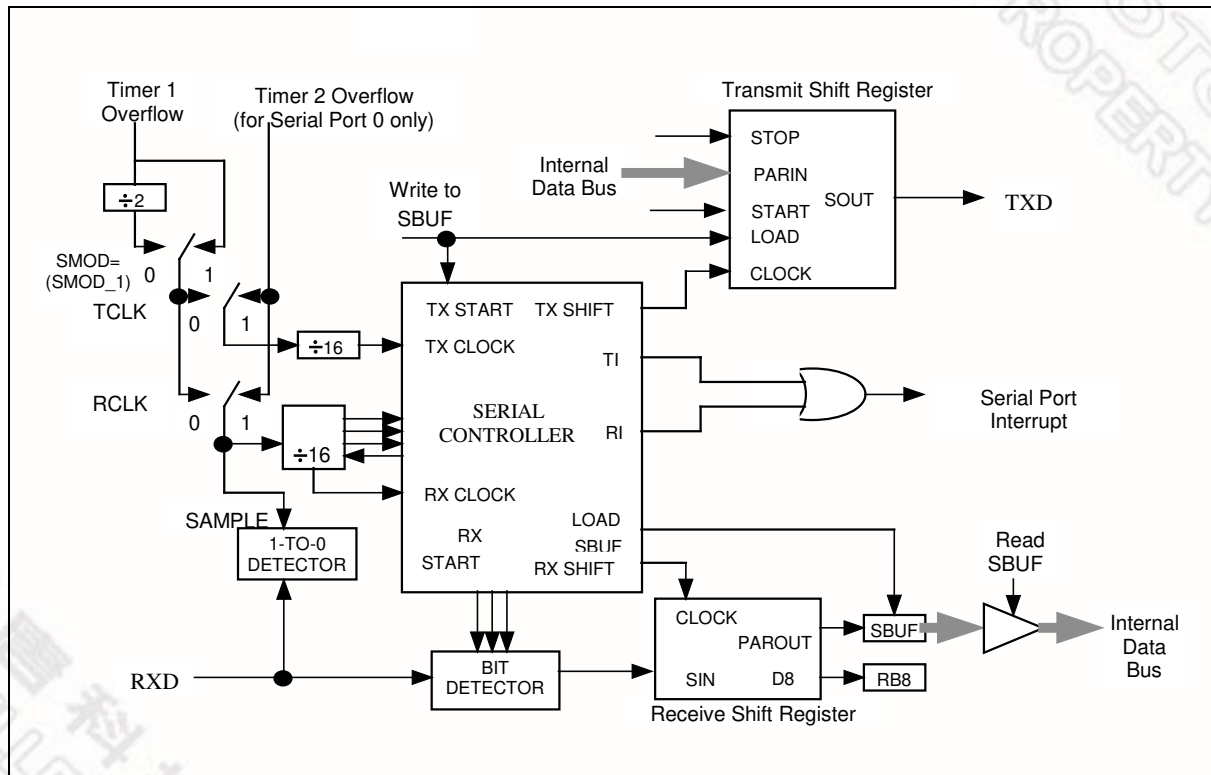 Timer 1
Overflow
Timer 2 Overflow
(for Serial Port 0 only)
÷2
SMOD=
(SMOD_1)
0
1
TCLK
0
1
÷16
RCLK
0
1
÷16
SAMPLE
1-TO-0
DETECTOR
RXD
Write to
SBUF
TX START
TX SHIFT
TX CLOCK
TI
SERIAL
CONTROLLER
RI
RX CLOCK
LOAD
SBUF
RX
START
RX SHIFT
BIT
DETECTOR
Transmit Shift Register
Internal
Data Bus
STOP
PARIN
START
SOUT
LOAD
CLOCK
TXD
Serial Port
Interrupt
CLOCK
PAROUT
SIN
D8
Receive Shift Register
SBUF
RB8
Read
SBUF
Internal
Data
Bus
ROPERTY